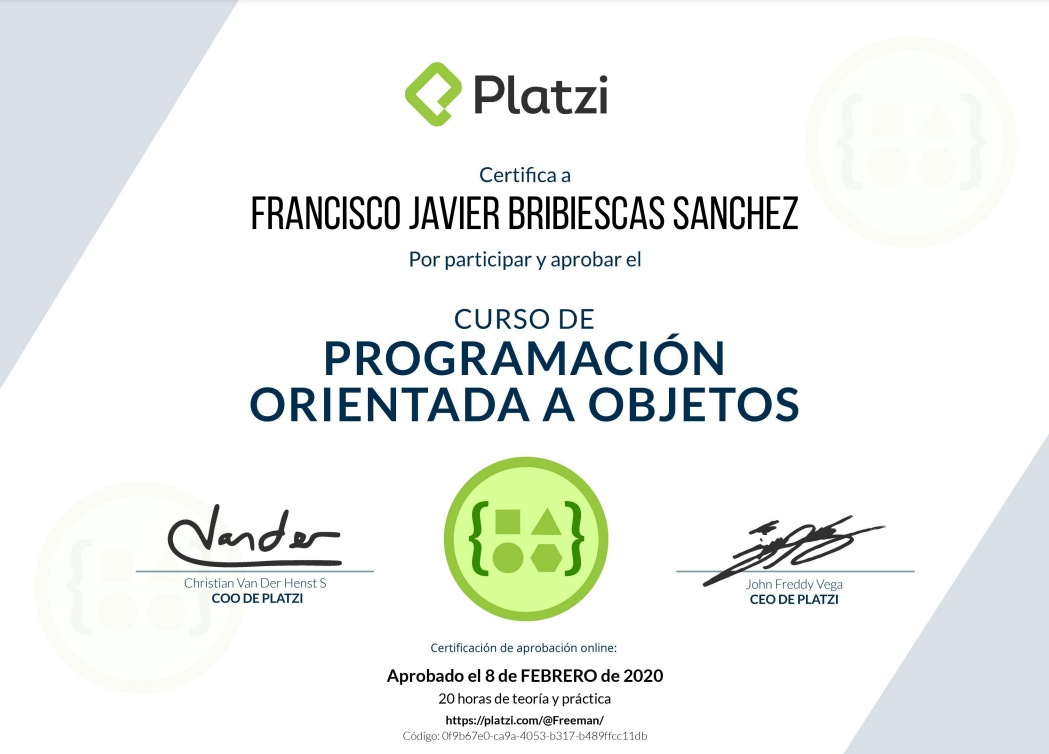 Platzi
Certifica a
FRANCISCO JAVIER BRIBIESCAS SANCHEZ
Por participar y aprobar el
CURSO DE
PROGRAMACIÓN
ORIENTADA A OBJETOS
Vander
Christian Van Der Henst S
COO DE PLATZI
John Freddy Vega
CEO DE PLATZI
Certificación de aprobación online:
Aprobado el 8 de FEBRERO de 2020
20 horas de teoría y práctica
https://platzi.com/@Freeman/
Código: 0f9b67e0-ca9a-4053-b317-b489ffcc11db